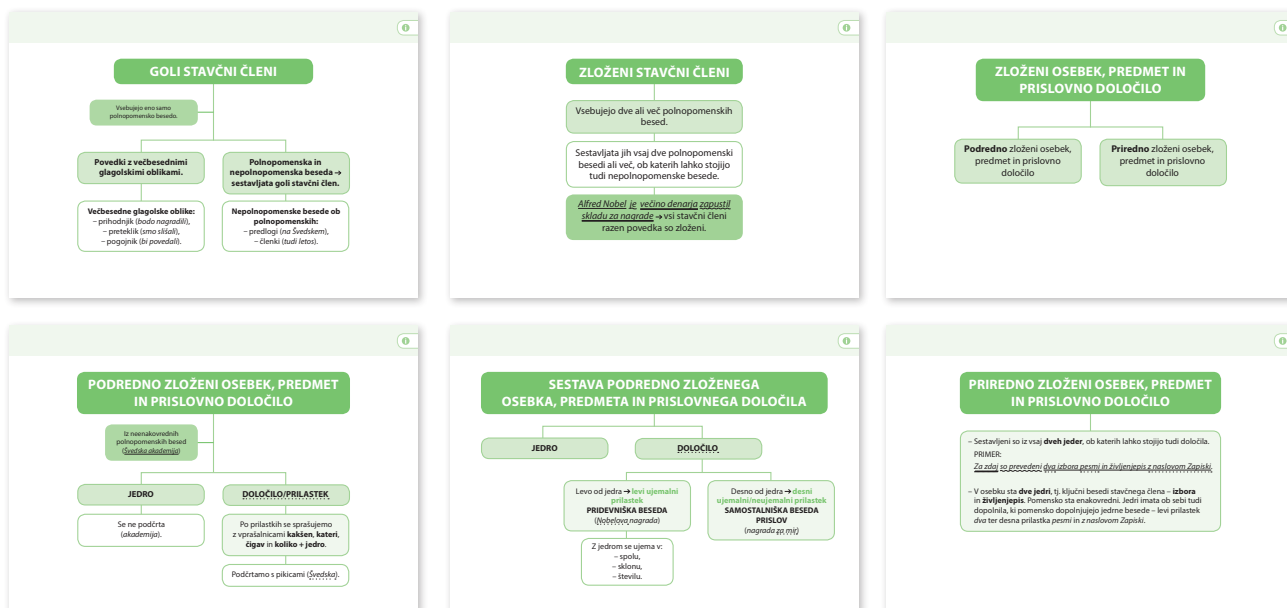 GOLI STAVČNI ČLENI
Vsebujejo eno samo
polnopomensko besedo.
Povedki z večbesednimi
glagolskimi oblikami.
Polnopomenska in
nepolnopomenska beseda →
sestavljata goli stavčni člen.
Večbesedne glagolske oblike:
– prihodnjik (bodo nagradili),
– preteklik (smo slišali),
– pogojnik (bi povedali).
Nepolnopomenske besede ob
polnopomenskih:
– predlogi (na Švedskem),
– členki (tudi letos).
ZLOŽENI STAVČNI ČLENI
Vsebujejo dve ali več polnopomenskih
besed.
Sestavljata jih vsaj dve polnopomenski
besedi ali več, ob katerih lahko stojijo
tudi nepolnopomenske besede.
Alfred Nobel je večino denarja zapustil
skladu za nagrade → vsi stavčni členi
razen povedka so zloženi.
ZLOŽENI OSEBEK, PREDMET IN
PRISLOVNO DOLOČILO
Podredno zloženi osebek,
predmet in prislovno
določilo
Priredno zloženi osebek,
predmet in prislovno
določilo
PODREDNO ZLOŽENI OSEBEK, PREDMET
IN PRISLOVNO DOLOČILO
Iz neenakovrednih
polnopomenskih besed
(Švedska akademija)
JEDRO
DOLOČILO/PRILASTEK
Se ne podčrta
(akademija).
Po prilastkih se sprašujemo
z vprašalnicami kakšen, kateri,
čigav in koliko + jedro.
Podčrtamo s pikicami (Švedska).
SESTAVA PODREDNO ZLOŽENEGA
OSEBKA, PREDMETA IN PRISLOVNEGA DOLOČILA
JEDRO
DOLOČILO
Levo od jedra → levi ujemalni
prilastek
PRIDEVNIŠKA BESEDA
(Nobelova nagrada)
Desno od jedra → desni
ujemalni/neujemalni prilastek
SAMOSTALNIŠKA BESEDA
PRISLOV
(nagrada za mir)
Z jedrom se ujema v:
– spolu,
– sklonu,
– številu.
PRIREDNO ZLOŽENI OSEBEK, PREDMET
IN PRISLOVNO DOLOČILO
– Sestavljeni so iz vsaj dveh jeder, ob katerih lahko stojijo tudi določila.
PRIMER:
Za zdaj so prevedeni dva izbora pesmi in življenjepis z naslovom Zapiski.
– V osebku sta dve jedri, tj. ključni besedi stavčnega člena – izbora
in življenjepis. Pomensko sta enakovredni. Jedri imata ob sebi tudi
dopolnila, ki pomensko dopolnjujejo jedrne besede – levi prilastek
dva ter desna prilastka pesmi in z naslovom Zapiski.